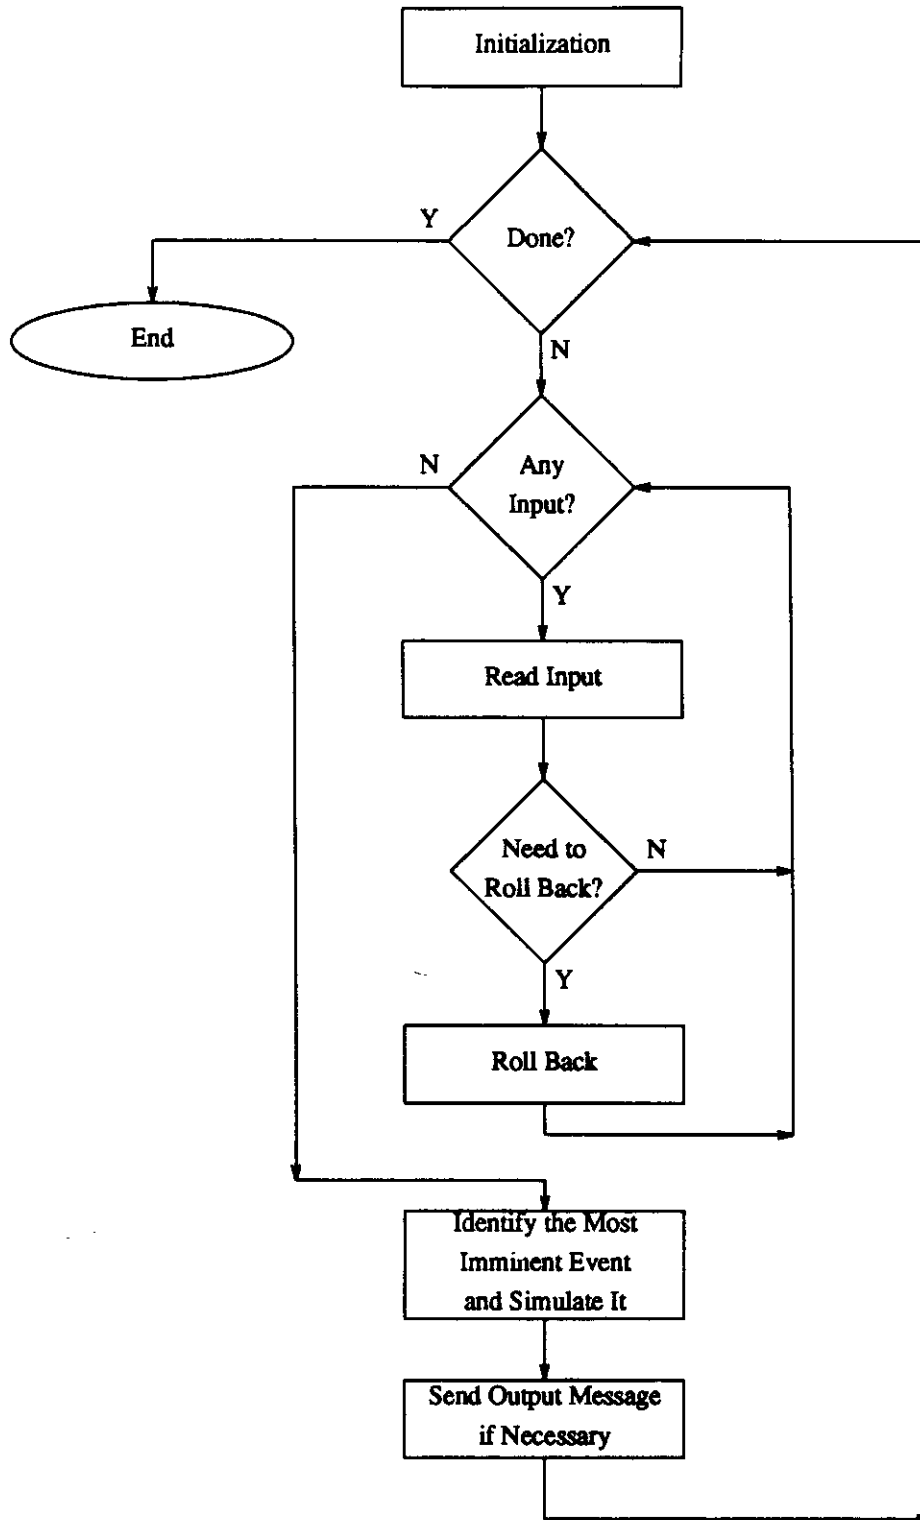 Initialization
Y
Done?
End
N
N
Any
Input?
Y
Read Input
Need to
Roll Back?
N
Y
Roll Back
Identify the Most
Imminent Event
and Simulate It
Send Output Message
if Necessary